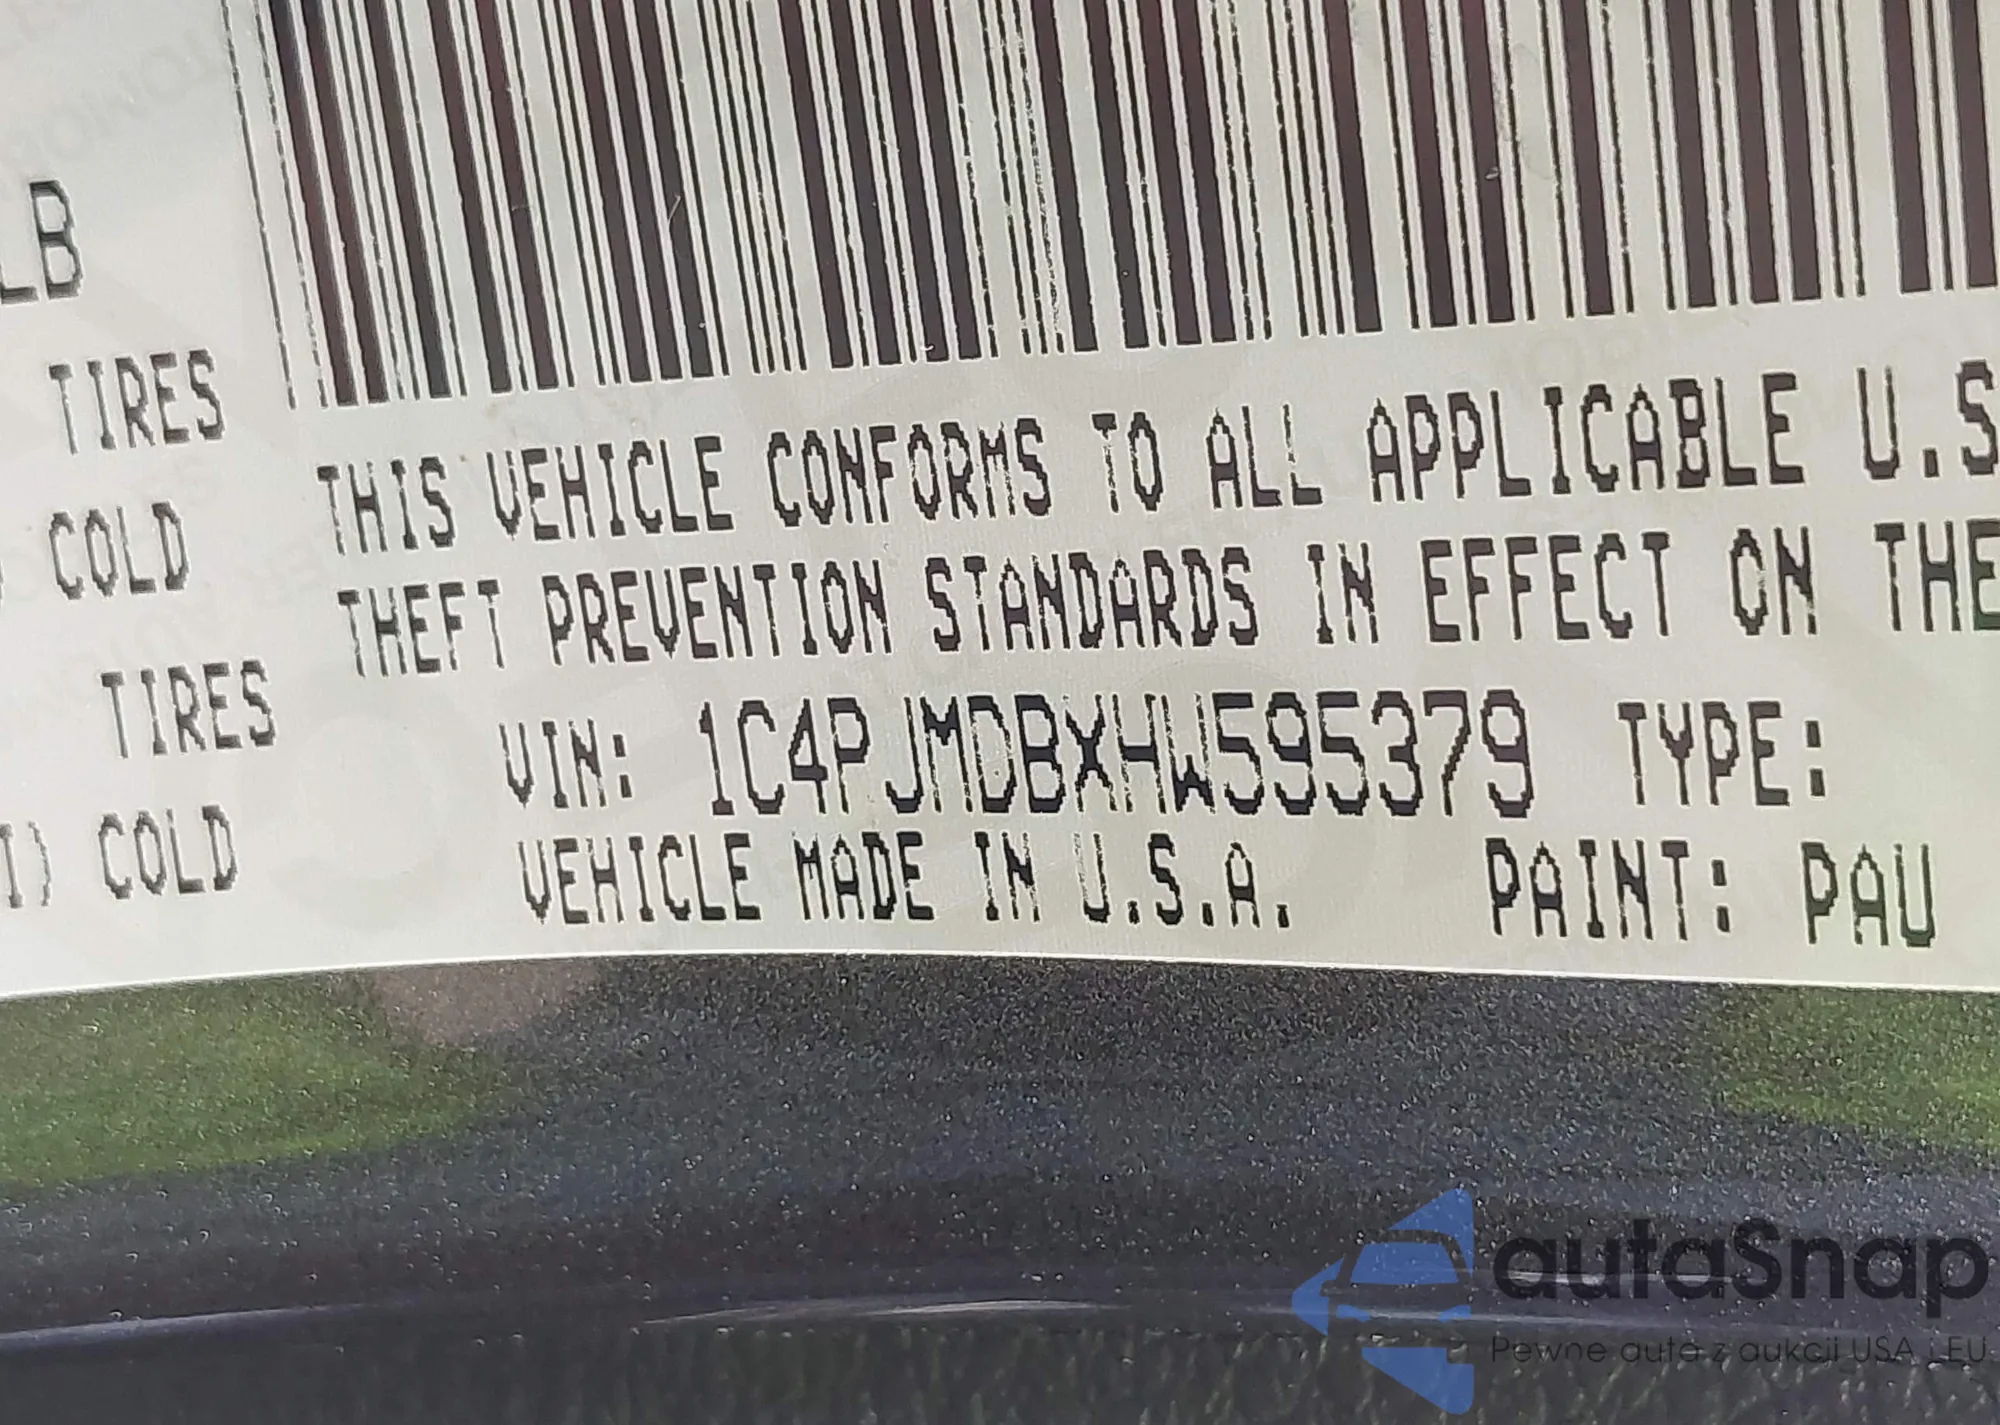 LB
TIRES
COLD
TIRES
I) COLD
THIS VEHICLE CONFORMS TO ALL APPLICABLE U.S
THEFT PREVENTION STANDARDS IN EFFECT ON THE
VIN: 1C4PJMDBXHW595379 TYPE:
VEHICLE MADE IN U.S.A. PAINT: PAU
autaSnap
Pewne auta z aukcji USA i EU